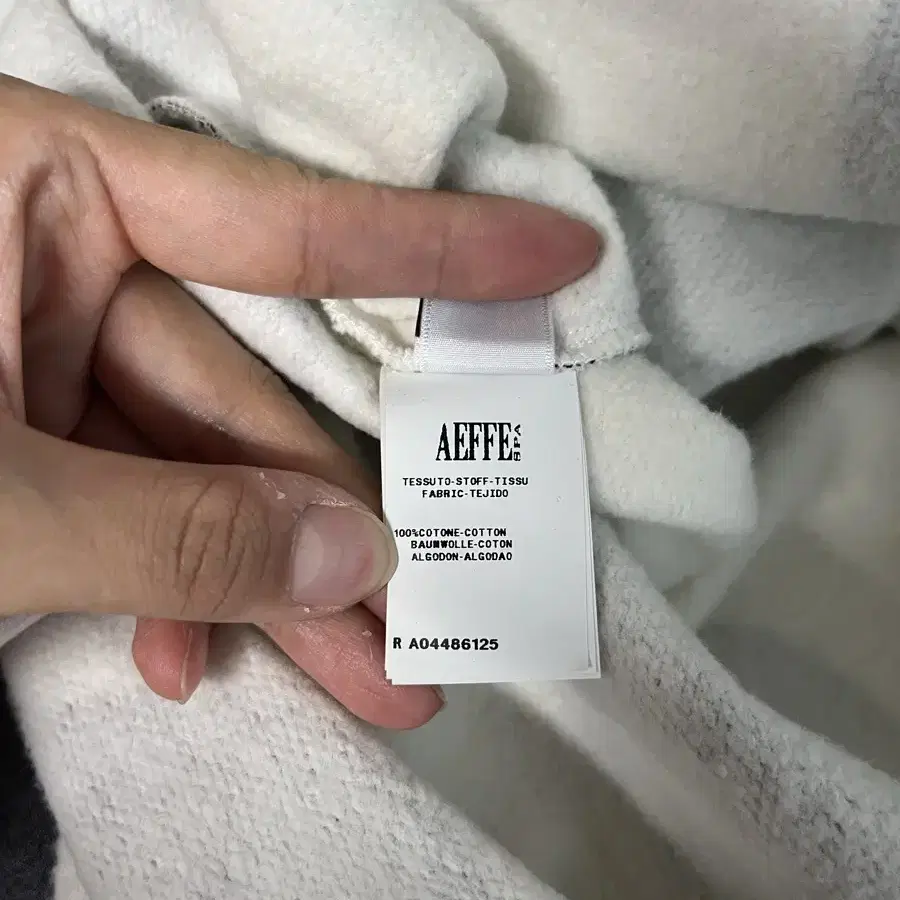 AEFFE SPA
TESSUTO-STOFF-TISSU
FABRIC-TEJIDO
100%COTONE-COTTON
BAUMWOLLE-COTON
ALGODON-ALGODAO
R A04486125